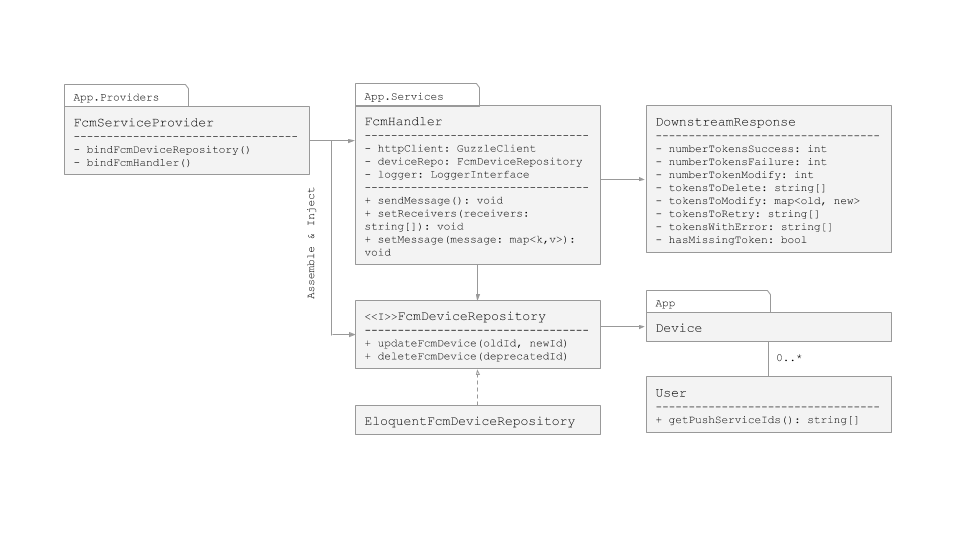 App.Providers
FcmServiceProvider
- bindFcmDeviceRepository()
- bindFcmHandler()
Assemble & Inject
App.Services
FcmHandler
- httpClient: GuzzleClient
- deviceRepo: FcmDeviceRepository
- logger: LoggerInterface
+ sendMessage(): void
+ setReceivers(receivers:
string[]): void
+ setMessage(message: map<k,v>):
void
<<I>>FcmDeviceRepository
+ updateFcmDevice(oldId, newId)
+ deleteFcmDevice(deprecatedId)
EloquentFcmDeviceRepository
DownstreamResponse
- numberTokensSuccess: int
- numberTokensFailure: int
- numberTokenModify: int
- tokensToDelete: string[]
- tokensToModify: map<old, new>
- tokensToRetry: string[]
- tokensWithError: string[]
- hasMissingToken: bool
App
Device
0..*
User
+ getPushServiceIds(): string[]